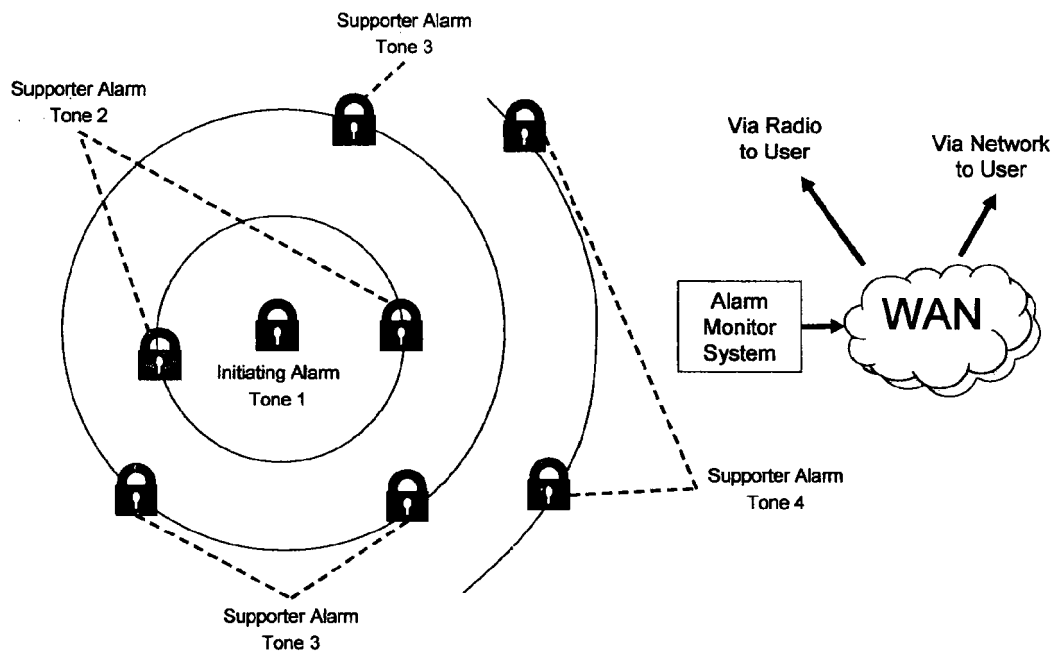 Supporter Alarm
Tone 3
Supporter Alarm
Tone 2
Via Radio
to User
Via Network
to User
Alarm
Monitor
System
WAN
Initiating Alarm
Tone 1
Supporter Alarm
Tone 4
Supporter Alarm
Tone 3